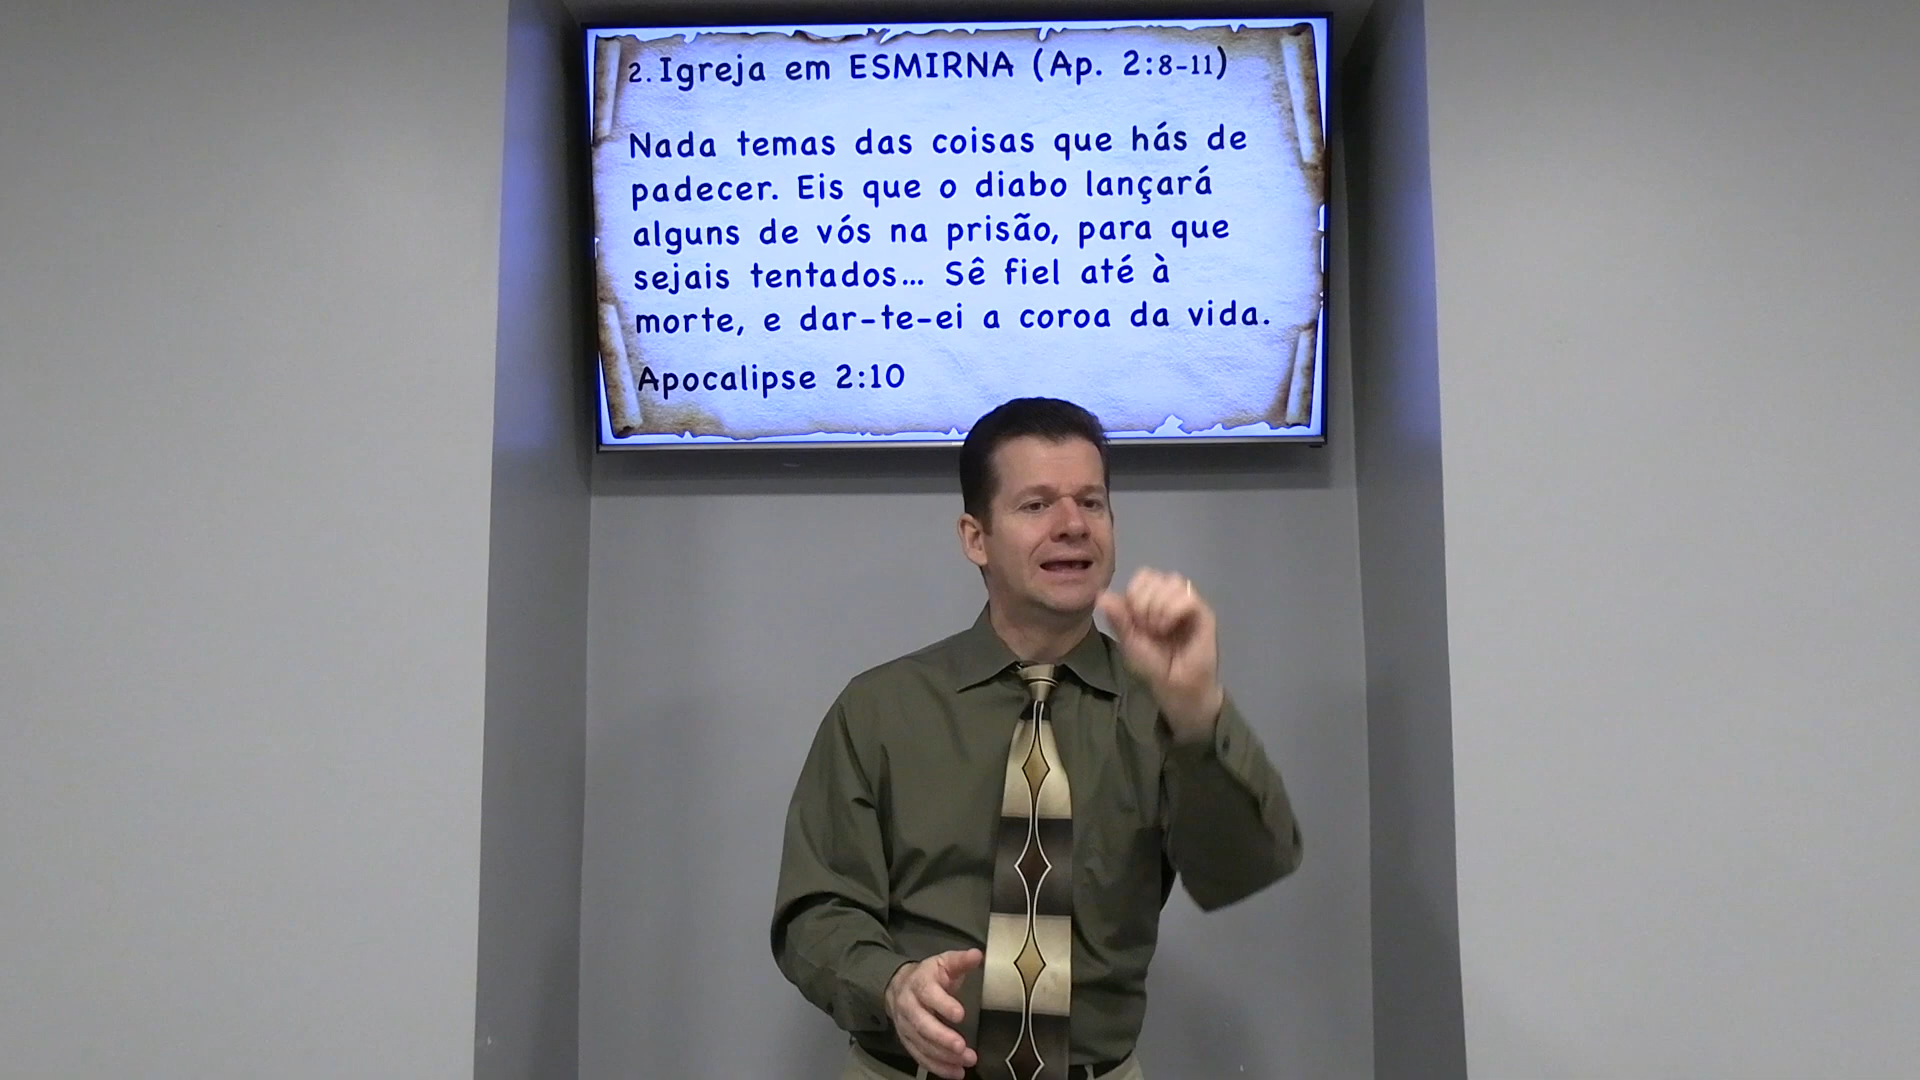 2. Igreja em ESMIRNA (Ap. 2:8-11)
Nada temas das coisas que hás de
padecer. Eis que o diabo lançará
alguns de vós na prisão, para que
sejais tentados... Sê fiel até à
morte, e dar-te-ei a coroa da vida.
Apocalipse 2:10